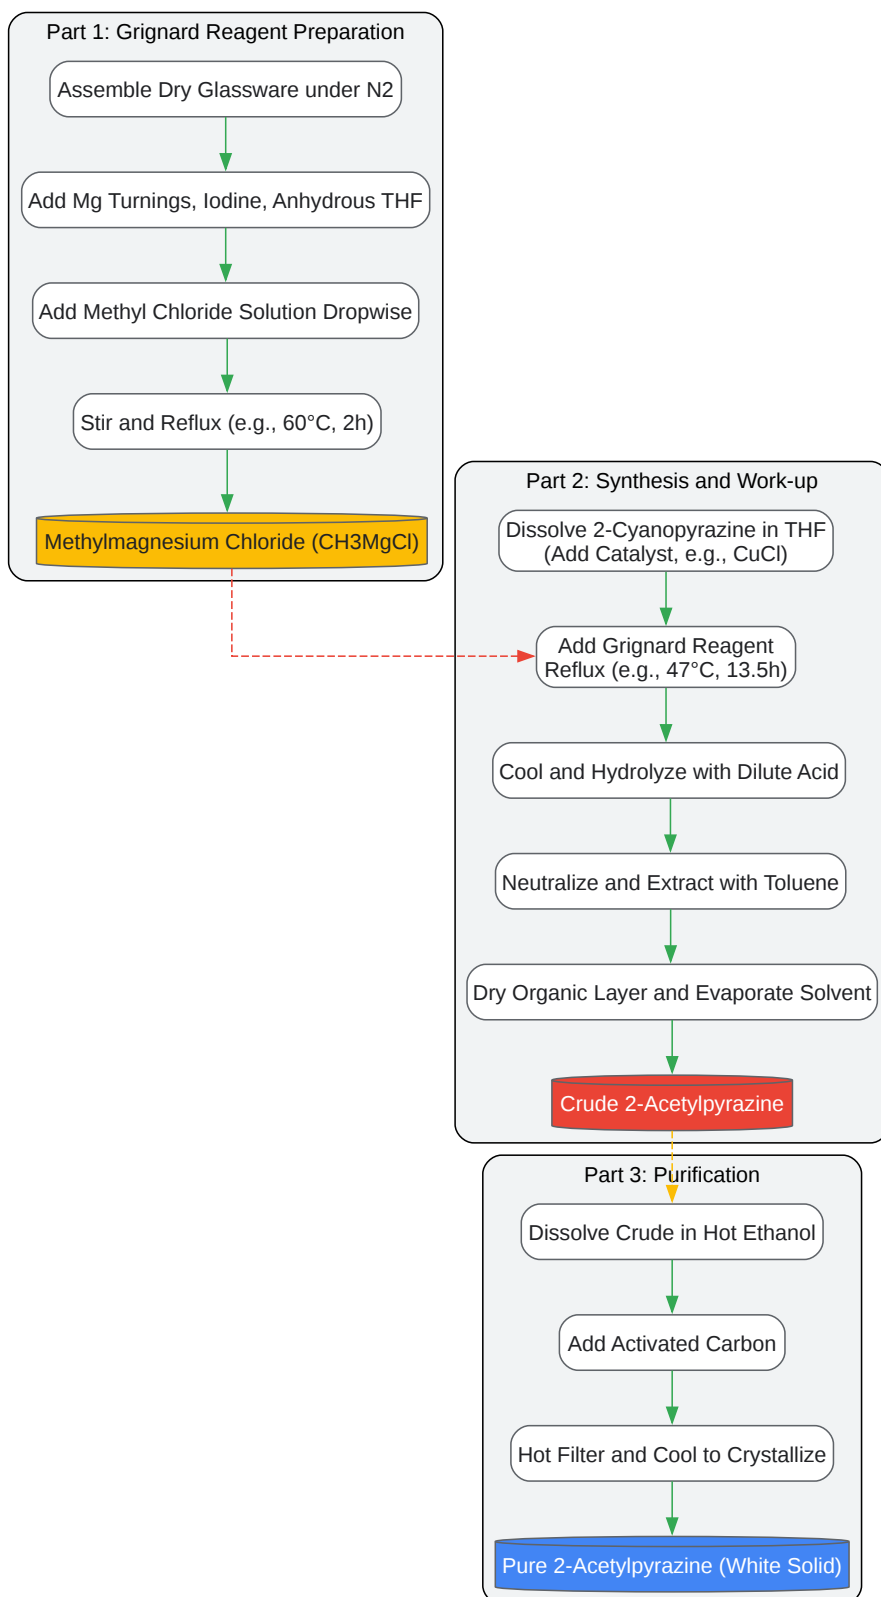 Part 1: Grignard Reagent Preparation
Assemble Dry Glassware under N2
Add Mg Turnings, Iodine, Anhydrous THF
Add Methyl Chloride Solution Dropwise
Stir and Reflux (e.g., 60°C, 2h)
Methylmagnesium Chloride (CH3MgCl)
Part 2: Synthesis and Work-up
Dissolve 2-Cyanopyrazine in THF
(Add Catalyst, e.g., CuCl)
Add Grignard Reagent
Reflux (e.g., 47°C, 13.5h)
Cool and Hydrolyze with Dilute Acid
Neutralize and Extract with Toluene
Dry Organic Layer and Evaporate Solvent
Crude 2-Acetylpyrazine
Part 3: Purification
Dissolve Crude in Hot Ethanol
Add Activated Carbon
Hot Filter and Cool to Crystallize
Pure 2-Acetylpyrazine (White Solid)